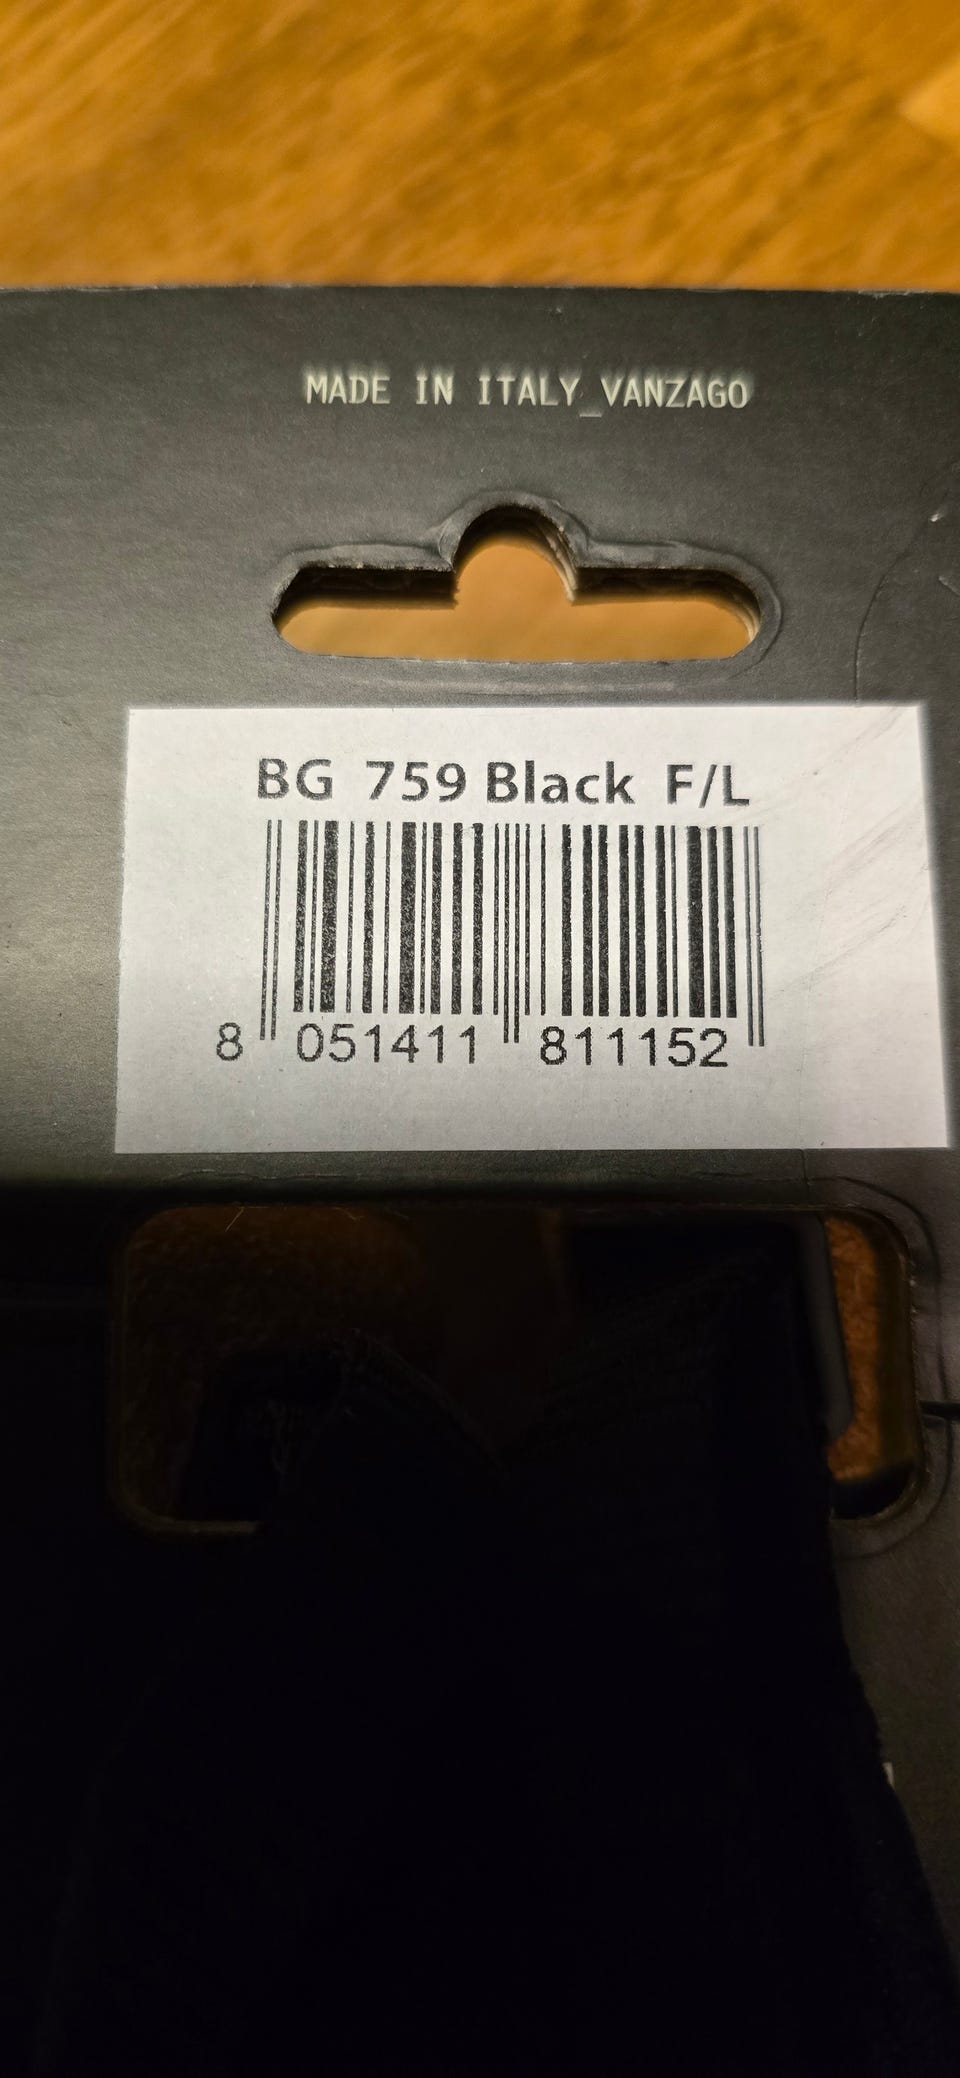 MADE IN ITALY_VANZAGO
BG 759 Black F/L
8 051411 811152